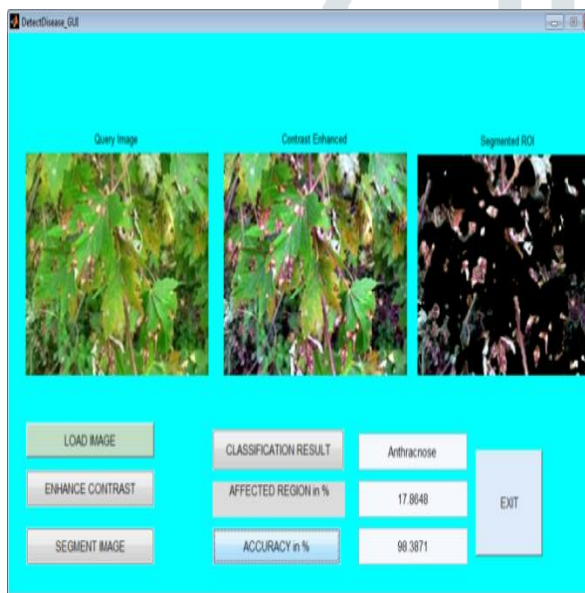 DetectDisease_GUI
Query Image
Contrast Enhanced
Segmented ROI
LOAD IMAGE
ENHANCE CONTRAST
SEGMENT IMAGE
CLASSIFICATION RESULT
Anthracnose
AFFECTED REGION in %
17.8648
ACCURACY in %
98.3871
EXIT